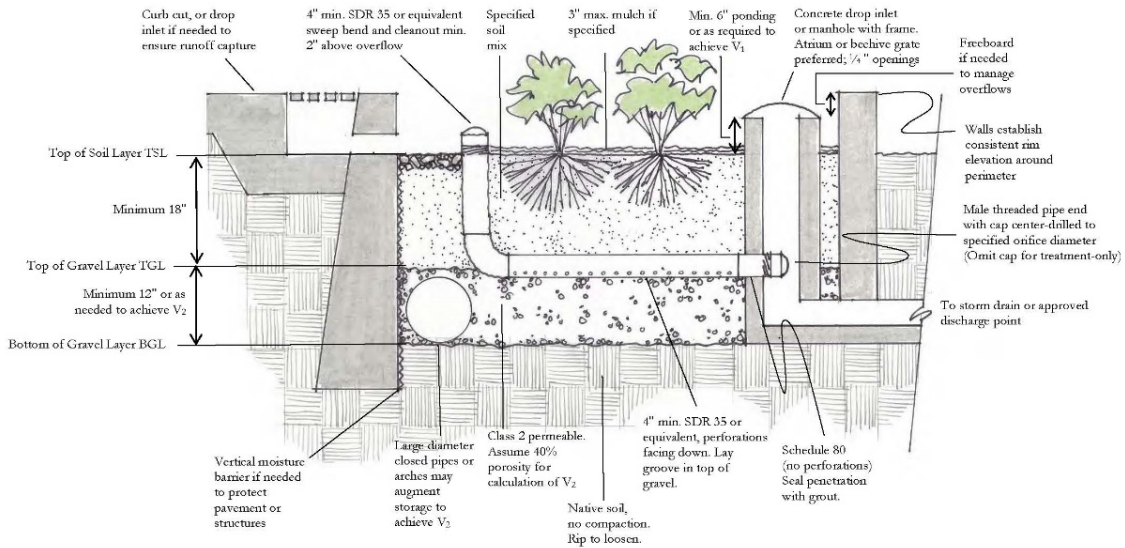 Curb cut, or drop
inlet if needed to
ensure runoff capture
4" min. SDR 35 or equivalent
sweep bend and cleanout min.
2" above overflow
Specified
soil
mix
3" max. mulch if
specified
Min. 6" ponding
or as required to
achieve V₁
Concrete drop inlet
or manhole with frame.
Atrium or beehive grate
preferred; ¼" openings
Freeboard
if needed
to manage
overflows
Walls establish
consistent rim
elevation around
perimeter
Top of Soil Layer TSL
Minimum 18"
Male threaded pipe end
with cap center-drilled to
specified orifice diameter
(Omit cap for treatment-only)
Top of Gravel Layer TGL
Minimum 12" or as
needed to achieve V₂
To storm drain or approved
discharge point
Bottom of Gravel Layer BGL
Vertical moisture
barrier if needed
to protect
pavement or
structures
Large diameter
closed pipes or
arches may
augment
storage to
achieve V₂
Class 2 permeable.
Assume 40%
porosity for
calculation of V₂
Native soil,
no compaction.
Rip to loosen.
4" min. SDR 35 or
equivalent, perforations
facing down. Lay
groove in top of
gravel.
Schedule 80
(no perforations)
Seal penetration
with grout.